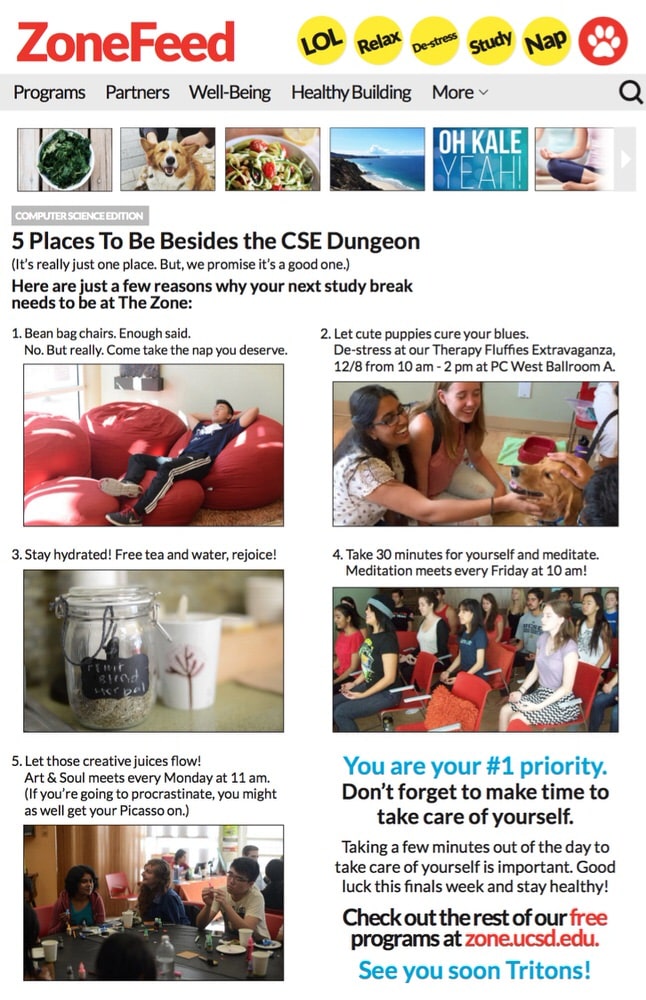 ZoneFeed
LOL
Relax
De-stress
Study
Nap
Programs Partners Well-Being Healthy Building More
OH KALE
YEAH!
COMPUTER SCIENCE EDITION
5 Places To Be Besides the CSE Dungeon
(It's really just one place. But, we promise it's a good one.)
Here are just a few reasons why your next study break
needs to be at The Zone:
1. Bean bag chairs. Enough said.
No. But really. Come take the nap you deserve.
2. Let cute puppies cure your blues.
De-stress at our Therapy Fluffies Extravaganza,
12/8 from 10 am - 2 pm at PC West Ballroom A.
3. Stay hydrated! Free tea and water, rejoice!
4. Take 30 minutes for yourself and meditate.
Meditation meets every Friday at 10 am!
Blend
Herbal
5. Let those creative juices flow!
Art & Soul meets every Monday at 11 am.
(If you're going to procrastinate, you might
as well get your Picasso on.)
You are your #1 priority.
Don't forget to make time to
take care of yourself.
Taking a few minutes out of the day to
take care of yourself is important. Good
luck this finals week and stay healthy!
Check out the rest of our free
programs at zone.ucsd.edu.
See you soon Tritons!